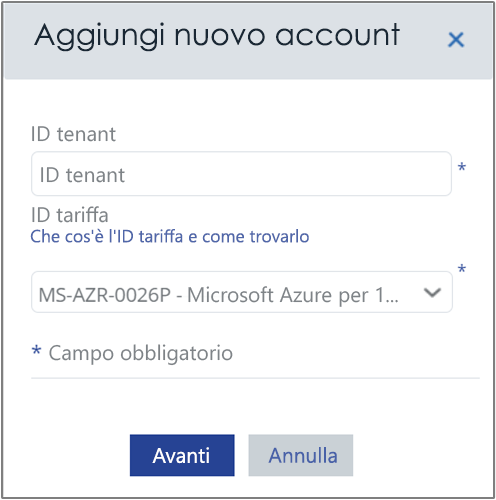 Aggiungi nuovo account ×
ID tenant
ID tenant *
ID tariffa
Che cos'è l'ID tariffa e come trovarlo
*
MS-AZR-0026P - Microsoft Azure per 1...
* Campo obbligatorio
Avanti Annulla